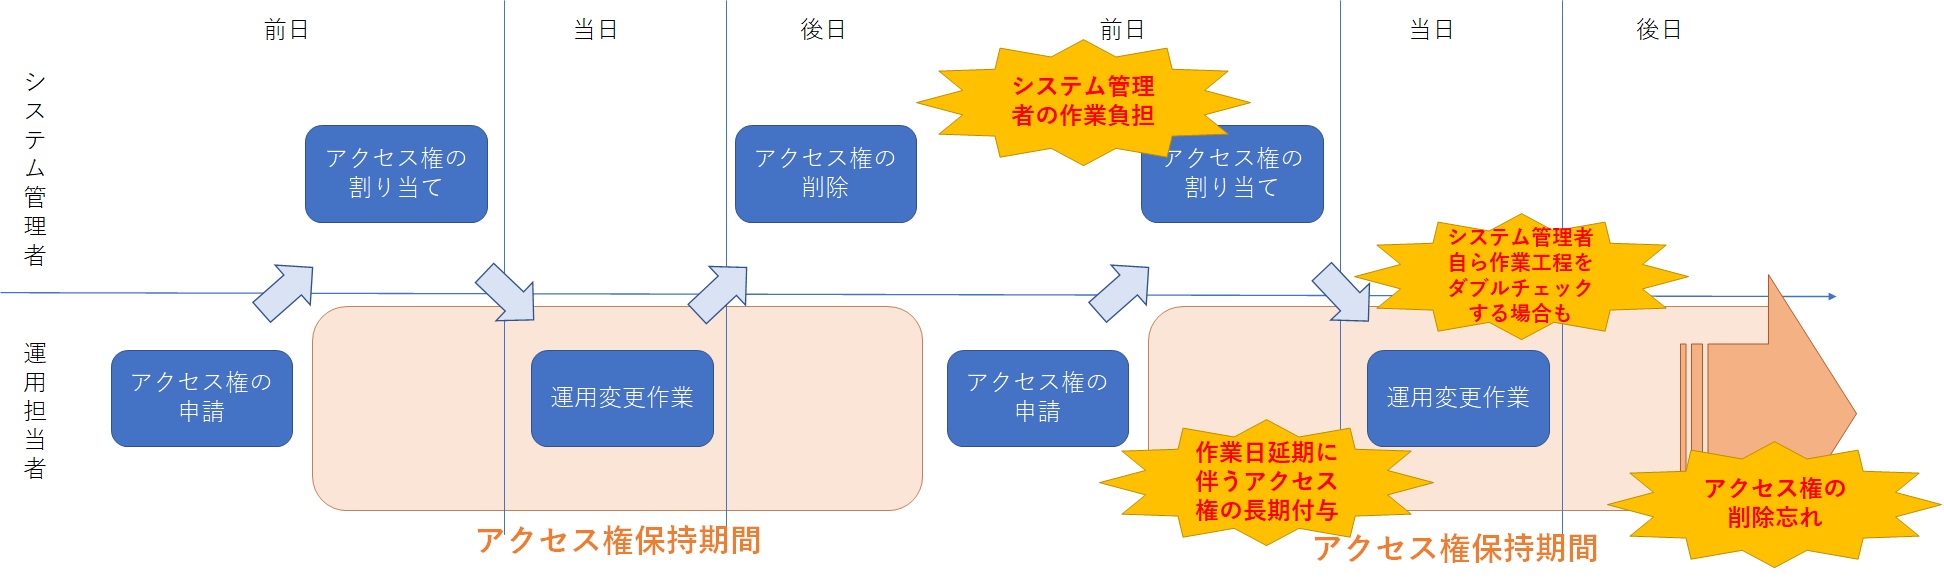 前日
当日
後日
前日
当日
後日
システム管理者
運用担当者
アクセス権の
申請
アクセス権の
割り当て
運用変更作業
アクセス権の
削除
アクセス権保持期間
システム管理
者の作業負担
アクセス権の
申請
アクセス権の
割り当て
運用変更作業
システム管理者
自ら作業工程を
ダブルチェック
する場合も
作業日延期に
伴うアクセス
権の長期付与
アクセス権の
削除忘れ
アクセス権保持期間